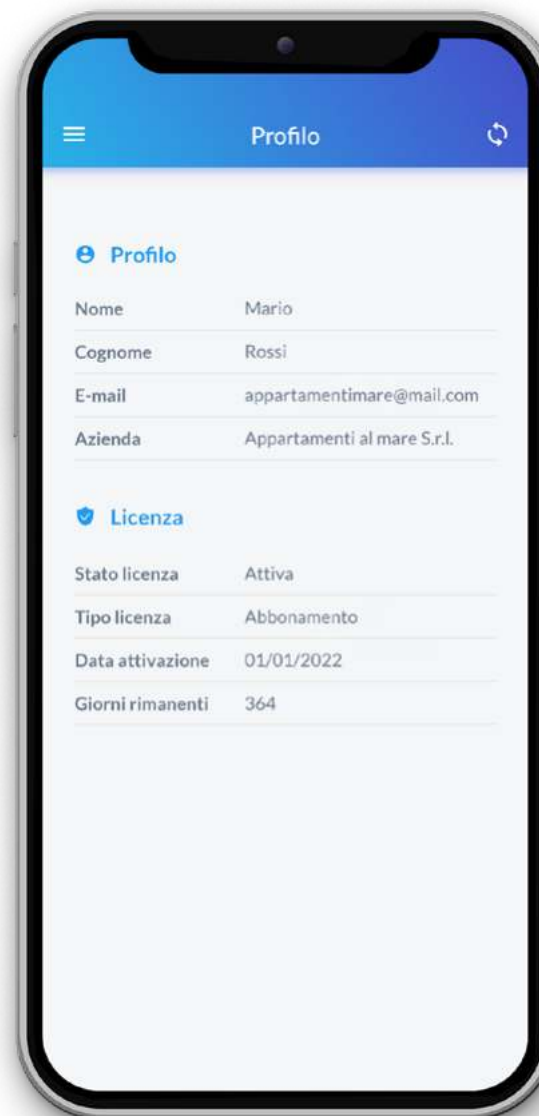 Profilo
Profilo
Nome Mario
Cognome Rossi
E-mail appartamentimare@mail.com
Azienda Appartamenti al mare S.r.l.
Licenza
Stato licenza Attiva
Tipo licenza Abbonamento
Data attivazione 01/01/2022
Giorni rimanenti 364